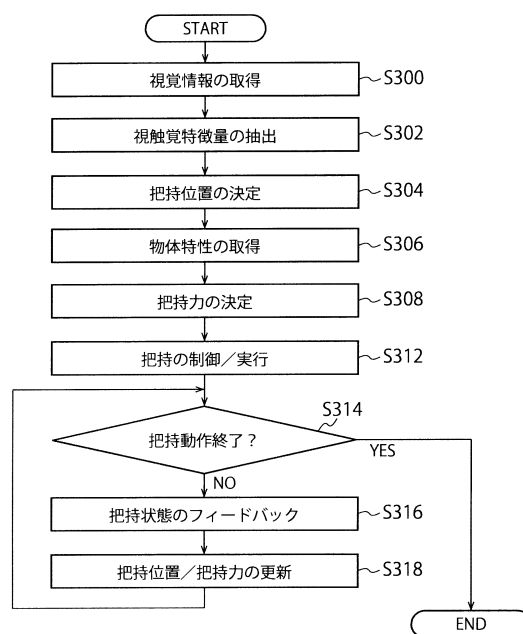 START
視覚情報の取得
S300
視触覚特徴量の抽出
S302
把持位置の決定
S304
物体特性の取得
S306
把持力の決定
S308
把持の制御／実行
S312
S314
把持動作終了？
YES
NO
把持状態のフィードバック
S316
把持位置／把持力の更新
S318
END